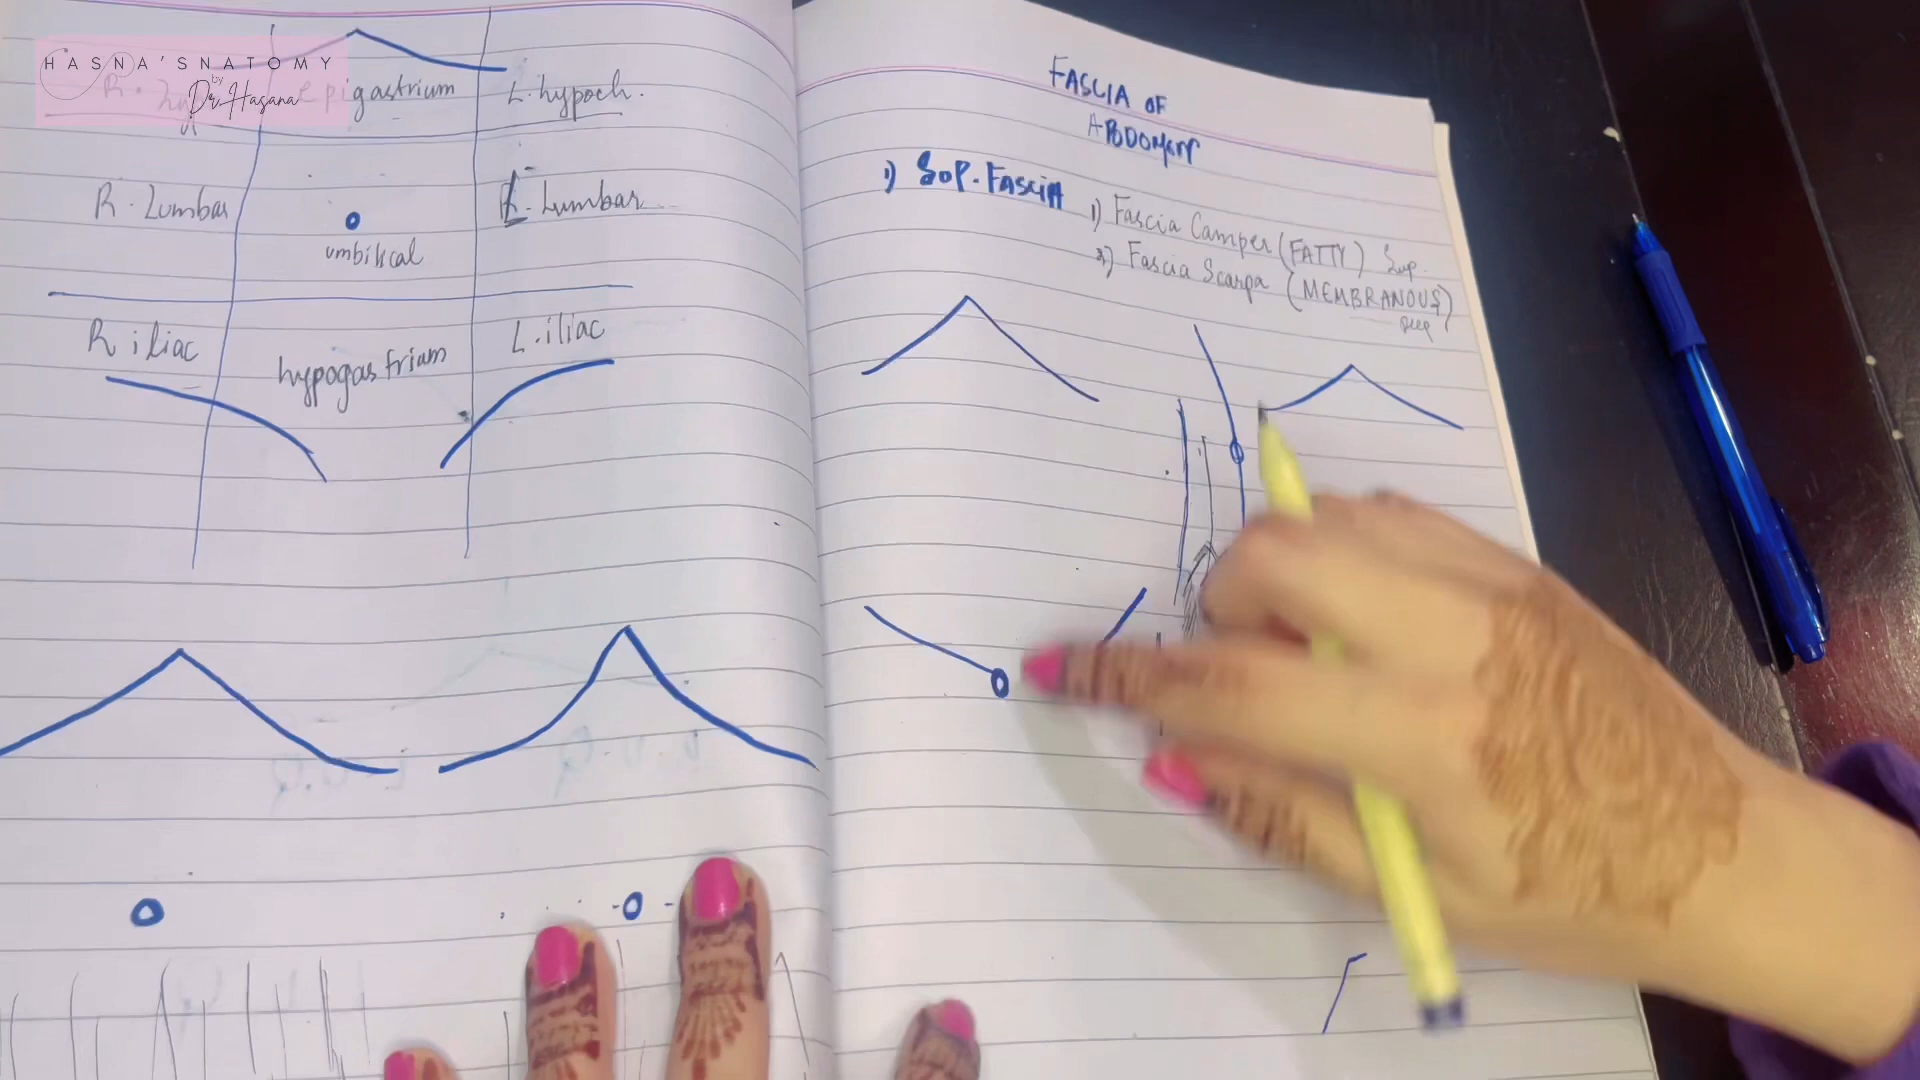 HASNA'SNATOMY
by
Dr.Hasana
epigastrium
L.hypoch.
R.Lumbar
L.Lumbar
umbilical
R iliac
hypogastrium
L.iliac
FASCIA OF
ABDOMEN
1) SUP. FASCIA
1) Fascia Camper (FATTY) Sup.
2) Fascia Scarpa (MEMBRANOUS)
deep